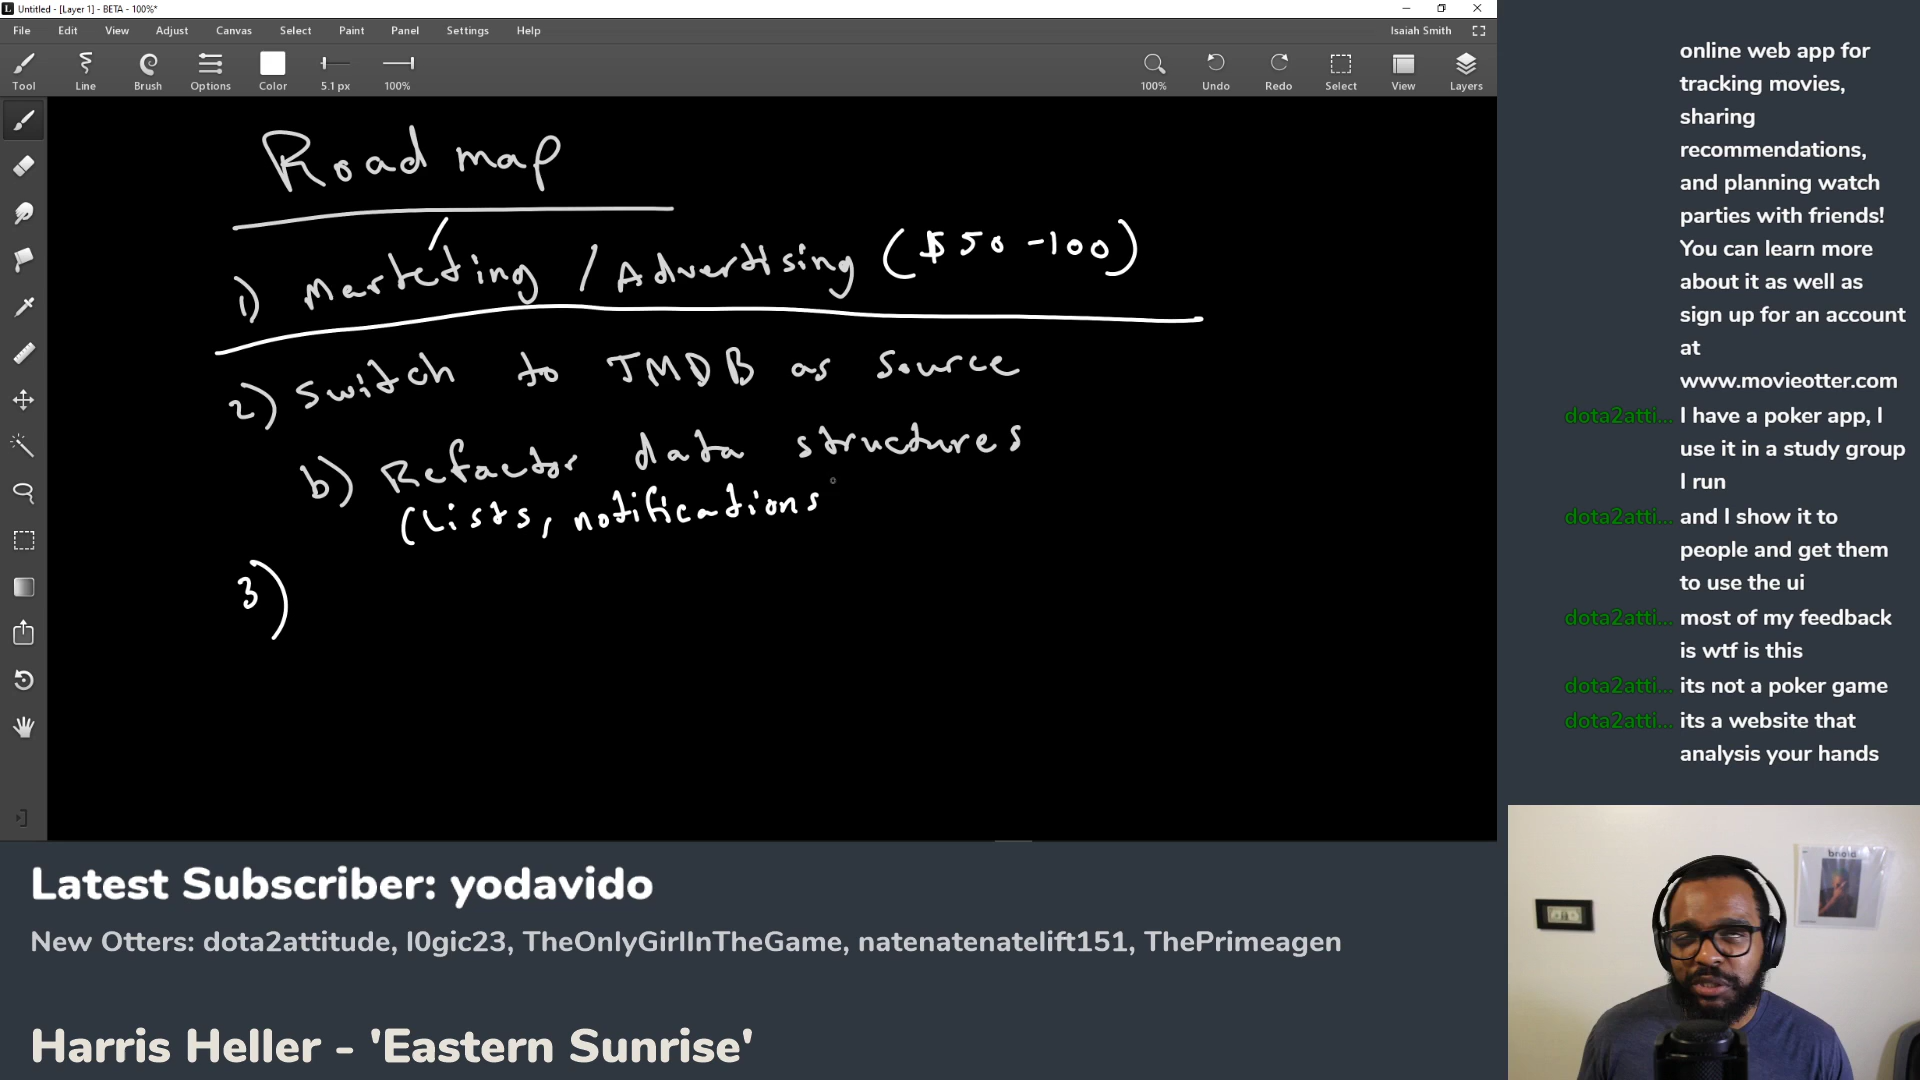 Untitled - [Layer 1] - BETA - 100%*
File Edit View Adjust Canvas Select Paint Panel Settings Help Isaiah Smith
Tool Line Brush Options Color 5.1 px 100% 100% Undo Redo Select View Layers
Road map
1) Marketing / Advertising ($50-100)
2) Switch to TMDB as source
b) Refactor data structures
(Lists, notifications
3)
online web app for
tracking movies,
sharing
recommendations,
and planning watch
parties with friends!
You can learn more
about it as well as
sign up for an account
at
www.movieotter.com
dota2atti... I have a poker app, I
use it in a study group
I run
dota2atti... and I show it to
people and get them
to use the ui
dota2atti... most of my feedback
is wtf is this
dota2atti... its not a poker game
dota2atti... its a website that
analysis your hands
Latest Subscriber: yodavido
New Otters: dota2attitude, l0gic23, TheOnlyGirlInTheGame, natenatenatelift151, ThePrimeagen
Harris Heller - 'Eastern Sunrise'